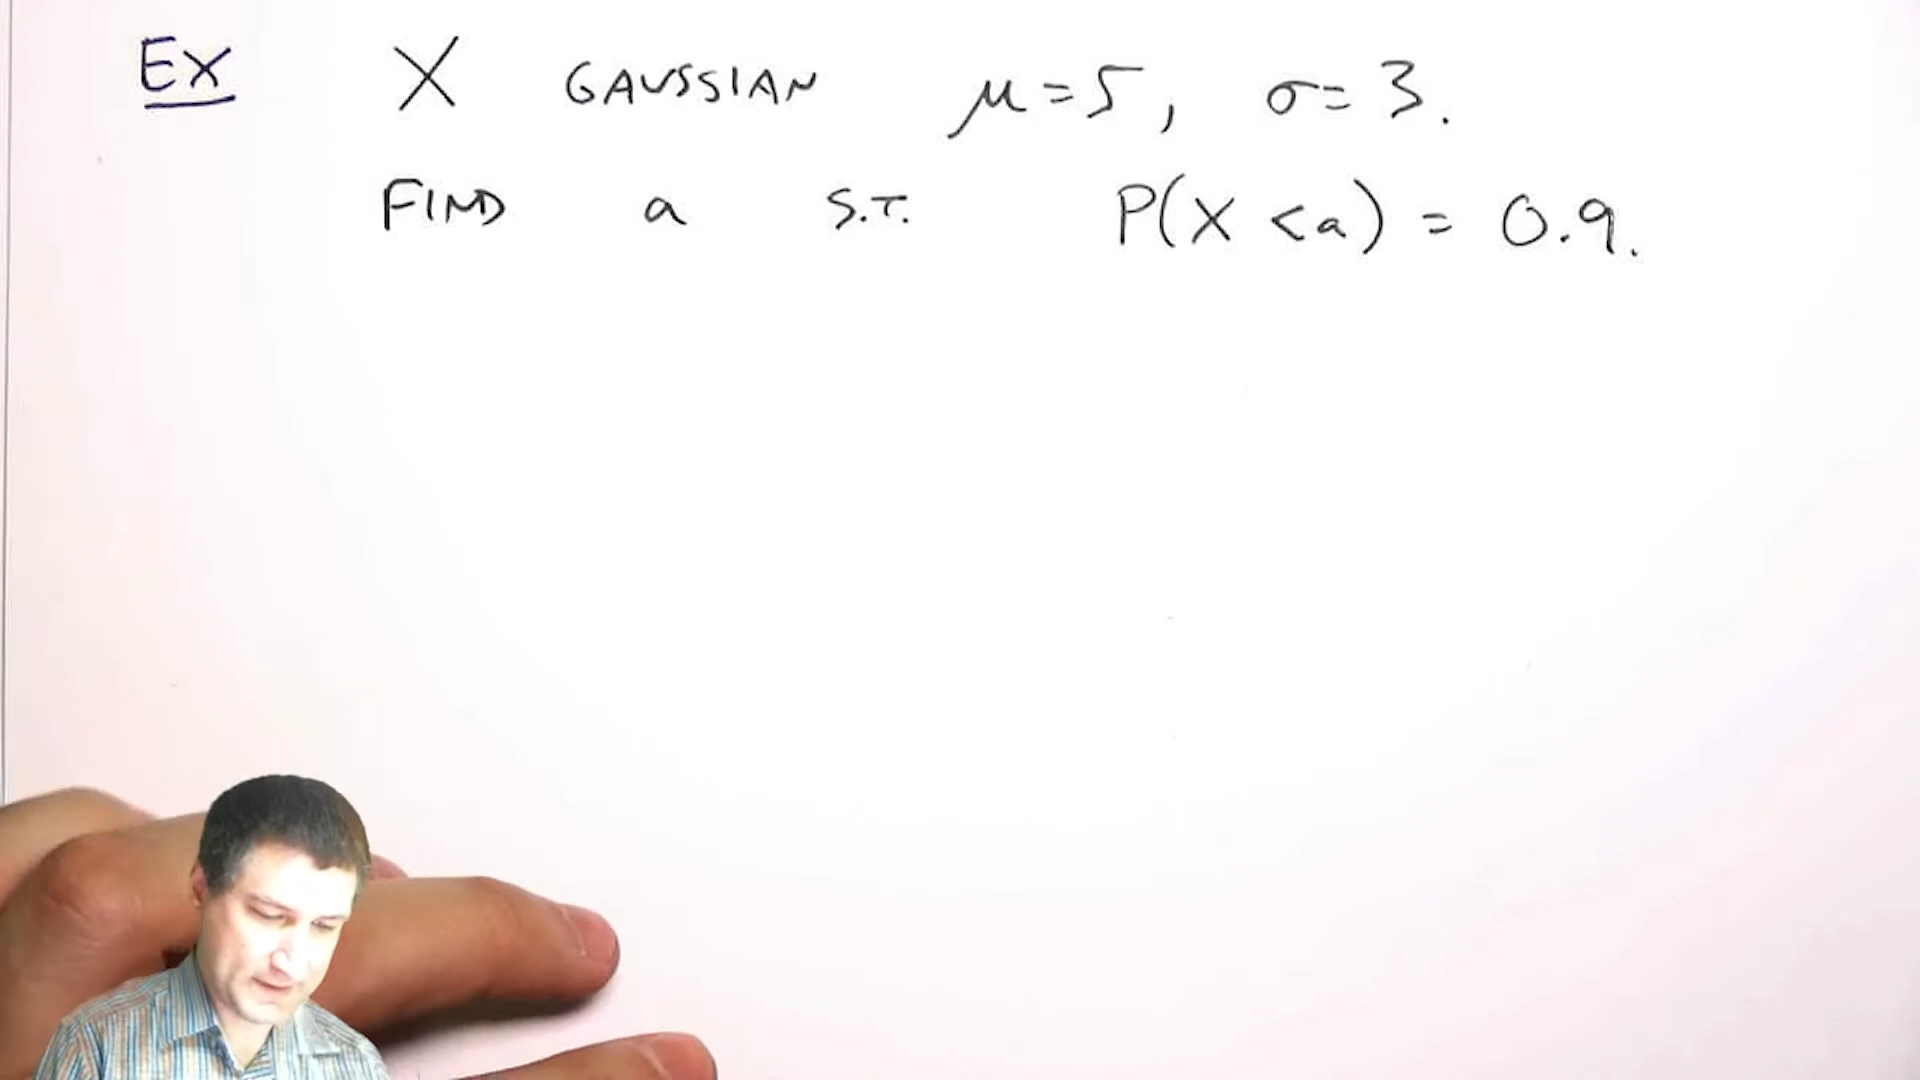 EX X GAUSSIAN μ=5, σ=3.
FIND a S.T. P(X <a) = 0.9.